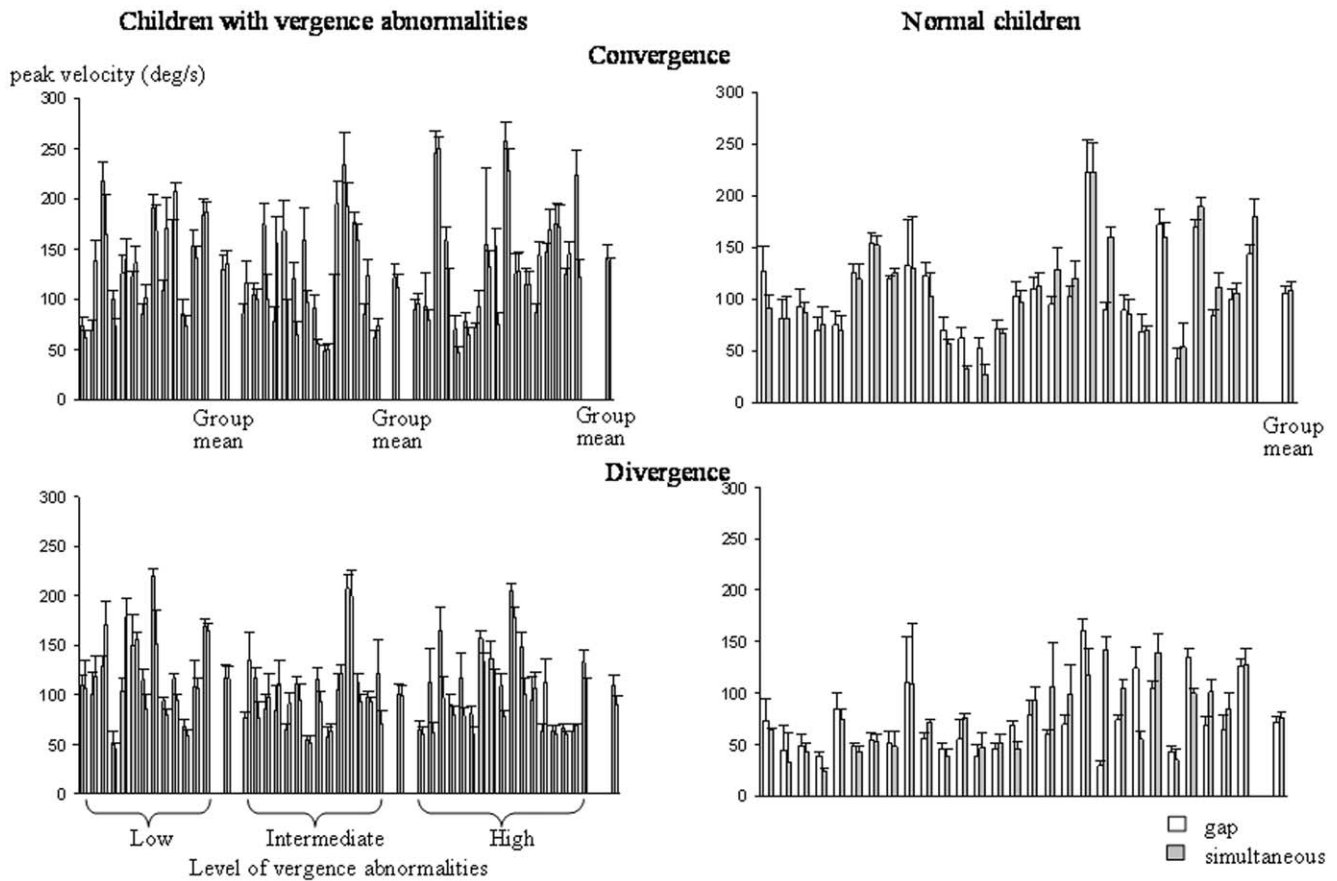 Children with vergence abnormalities
Normal children
Convergence
peak velocity (deg/s)
300
250
200
150
100
50
0
Group
mean
Group
mean
Group
mean
300
250
200
150
100
50
0
Group
mean
Divergence
300
250
200
150
100
50
0
Low
Intermediate
High
Level of vergence abnormalities
300
250
200
150
100
50
0
gap
simultaneous